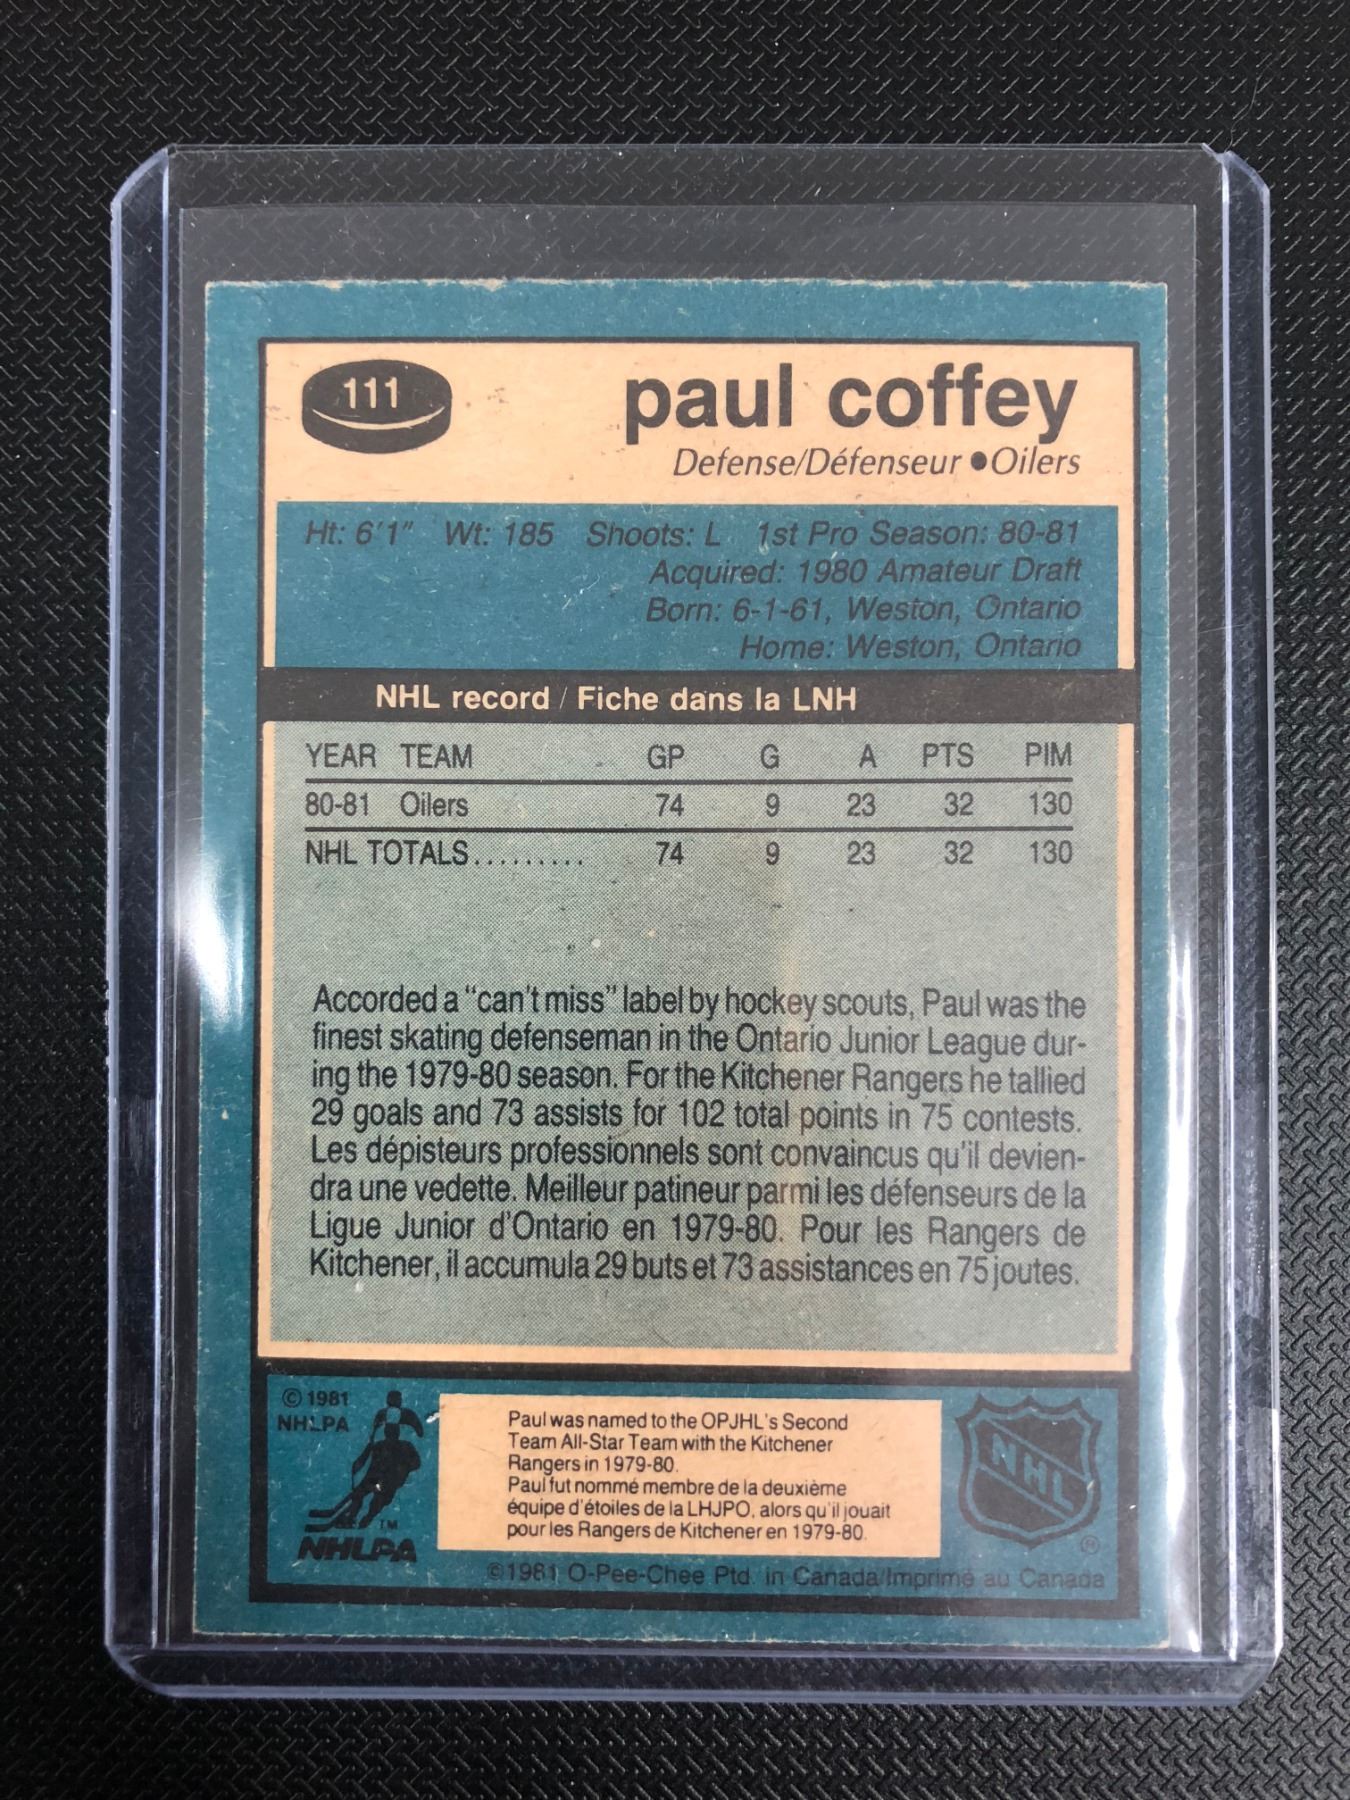 111
paul coffey
Defense/Défenseur ● Oilers
Ht: 6'1" Wt: 185 Shoots: L 1st Pro Season: 80-81
Acquired: 1980 Amateur Draft
Born: 6-1-61, Weston, Ontario
Home: Weston, Ontario
NHL record / Fiche dans la LNH
YEAR TEAM GP G A PTS PIM
80-81 Oilers 74 9 23 32 130
NHL TOTALS......... 74 9 23 32 130
Accorded a "can't miss" label by hockey scouts, Paul was the
finest skating defenseman in the Ontario Junior League dur-
ing the 1979-80 season. For the Kitchener Rangers he tallied
29 goals and 73 assists for 102 total points in 75 contests.
Les dépisteurs professionnels sont convaincus qu'il devien-
dra une vedette. Meilleur patineur parmi les défenseurs de la
Ligue Junior d'Ontario en 1979-80. Pour les Rangers de
Kitchener, il accumula 29 buts et 73 assistances en 75 joutes.
© 1981
NHLPA
TM
NHLPA
Paul was named to the OPJHL's Second
Team All-Star Team with the Kitchener
Rangers in 1979-80.
Paul fut nommé membre de la deuxième
équipe d'étoiles de la LHJPO, alors qu'il jouait
pour les Rangers de Kitchener en 1979-80.
NHL
®
©1981 O-Pee-Chee Ptd. in Canada/Imprimé au Canada